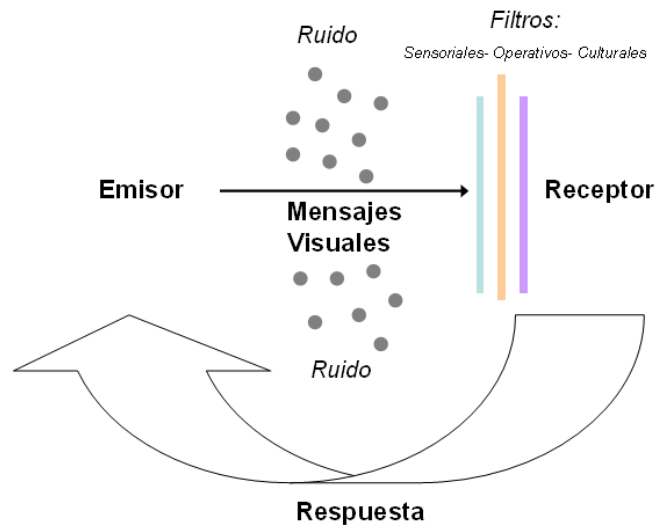 Filtros:
Ruido
Sensoriales- Operativos- Culturales
Emisor
Receptor
Mensajes
Visuales
Ruido
Respuesta